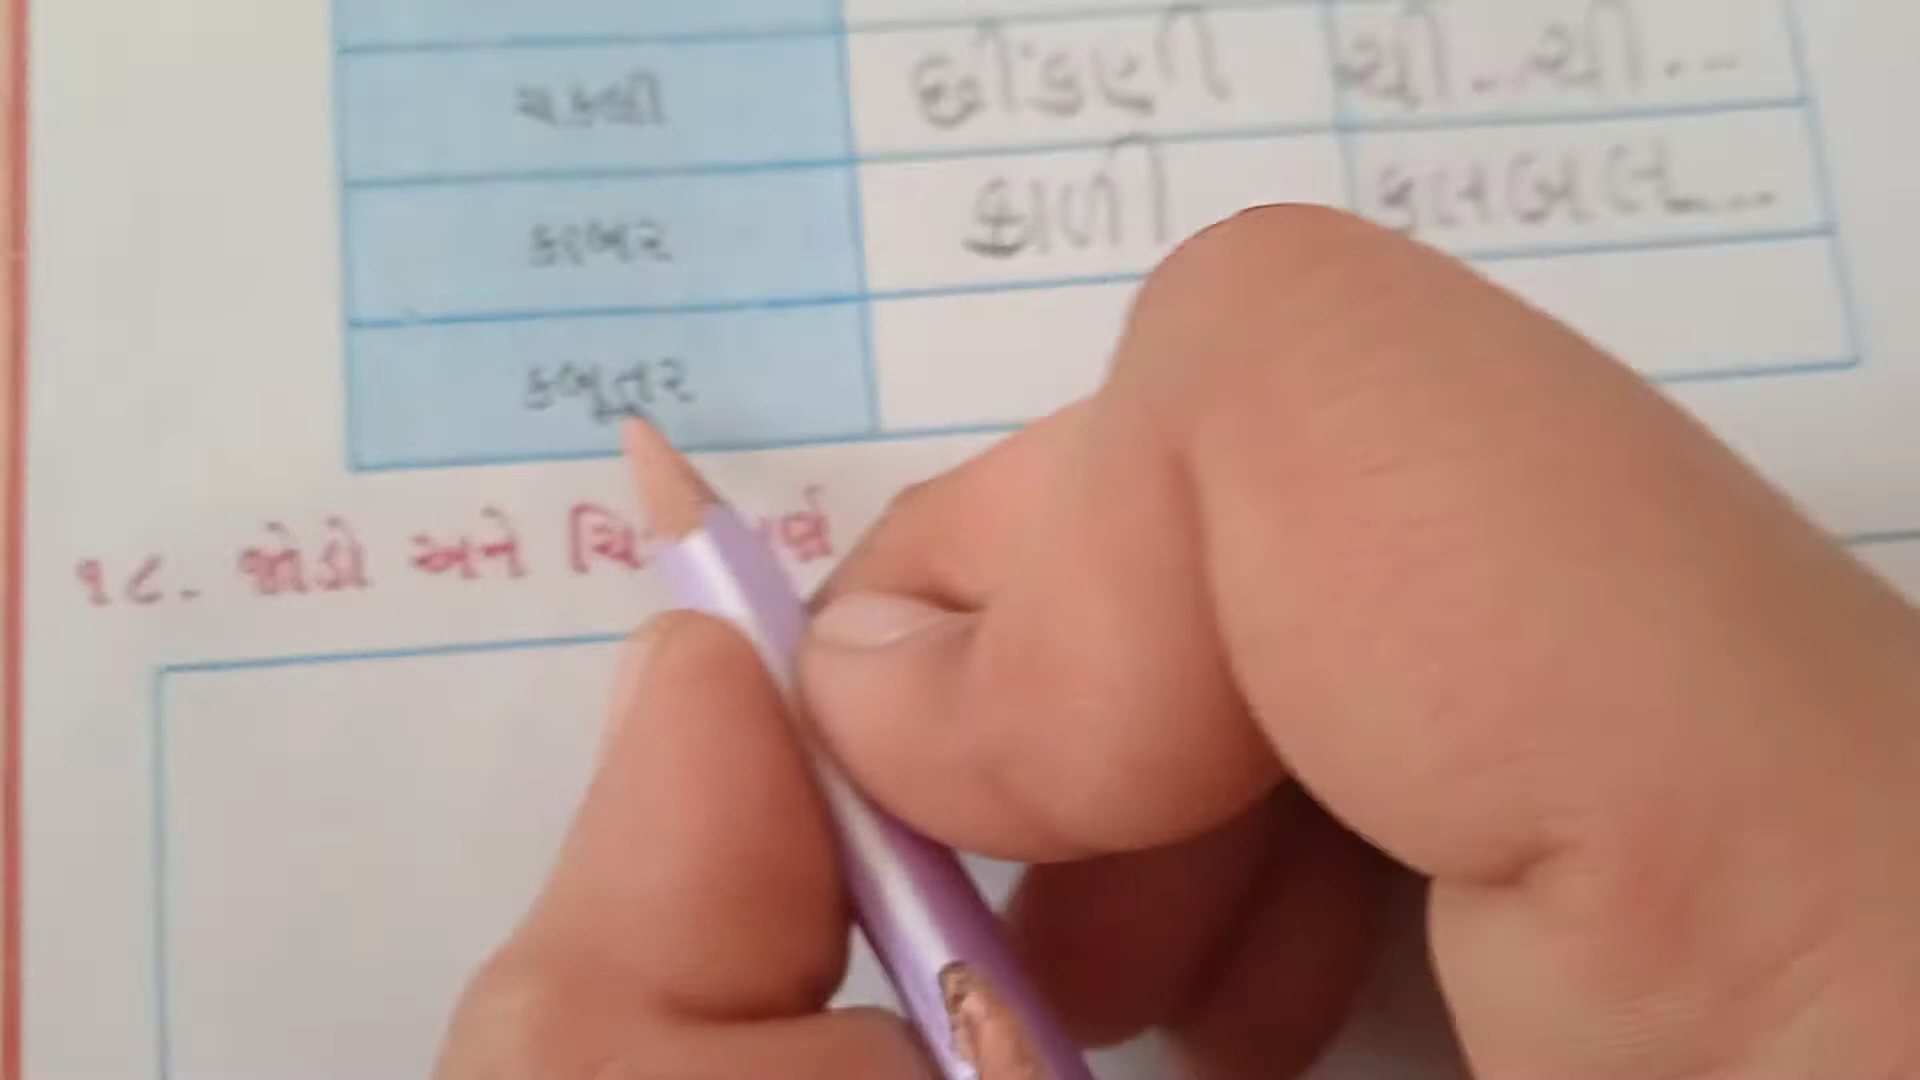 ચકલી છીંકણી ચીં..ચીં...
કાબર કાળી કલબલ...
કબૂતર
૧૮. જોડો અને